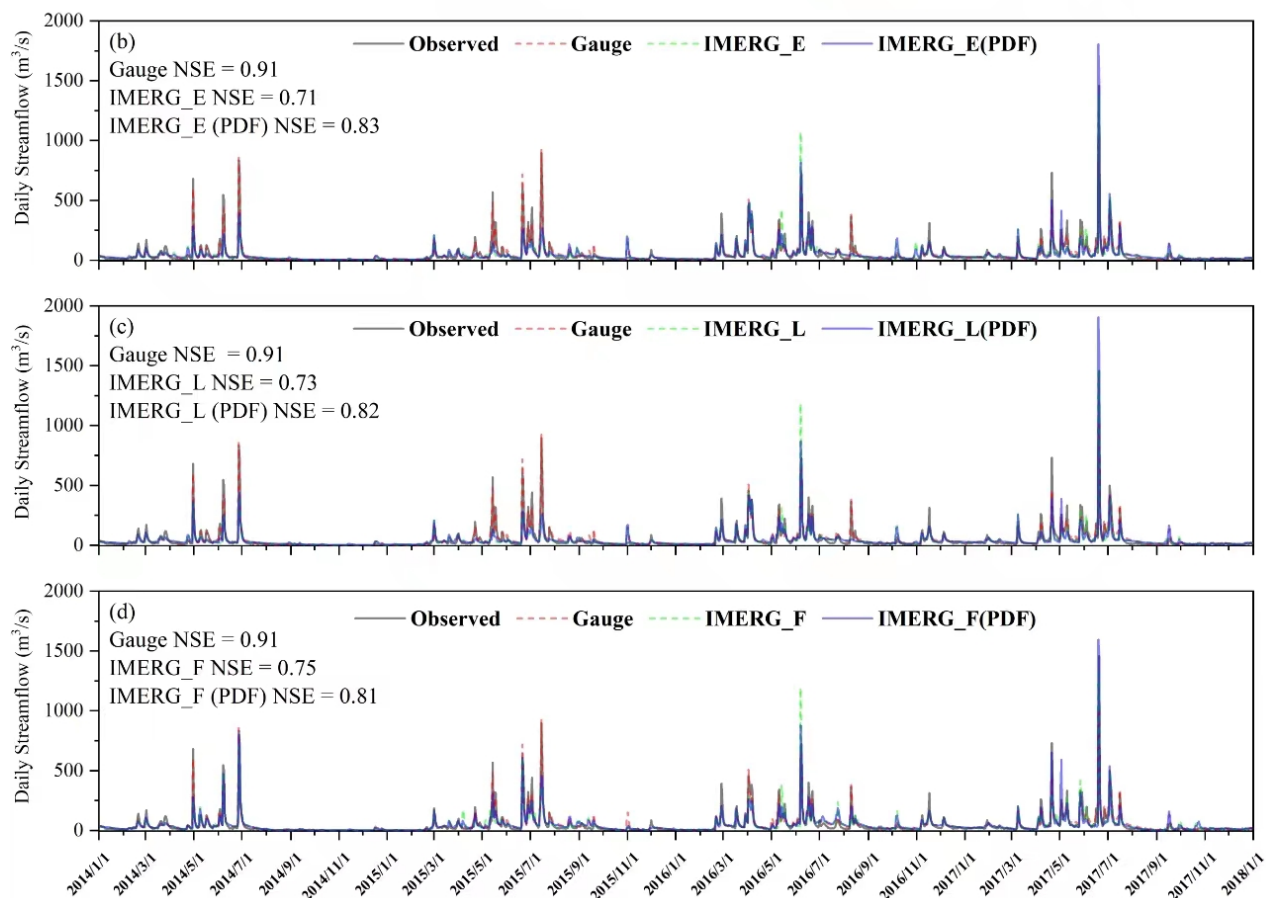 2000
1500
1000
500
0
Daily Streamflow (m³/s)
(b)
Observed Gauge IMERG_E IMERG_E(PDF)
Gauge NSE = 0.91
IMERG_E NSE = 0.71
IMERG_E (PDF) NSE = 0.83
2000
1500
1000
500
0
Daily Streamflow (m³/s)
(c)
Observed Gauge IMERG_L IMERG_L(PDF)
Gauge NSE = 0.91
IMERG_L NSE = 0.73
IMERG_L (PDF) NSE = 0.82
2000
1500
1000
500
0
Daily Streamflow (m³/s)
(d)
Observed Gauge IMERG_F IMERG_F(PDF)
Gauge NSE = 0.91
IMERG_F NSE = 0.75
IMERG_F (PDF) NSE = 0.81
2014/1/1 2014/3/1 2014/5/1 2014/7/1 2014/9/1 2014/11/1 2015/1/1 2015/3/1 2015/5/1 2015/7/1 2015/9/1 2015/11/1 2016/1/1 2016/3/1 2016/5/1 2016/7/1 2016/9/1 2016/11/1 2017/1/1 2017/3/1 2017/5/1 2017/7/1 2017/9/1 2017/11/1 2018/1/1